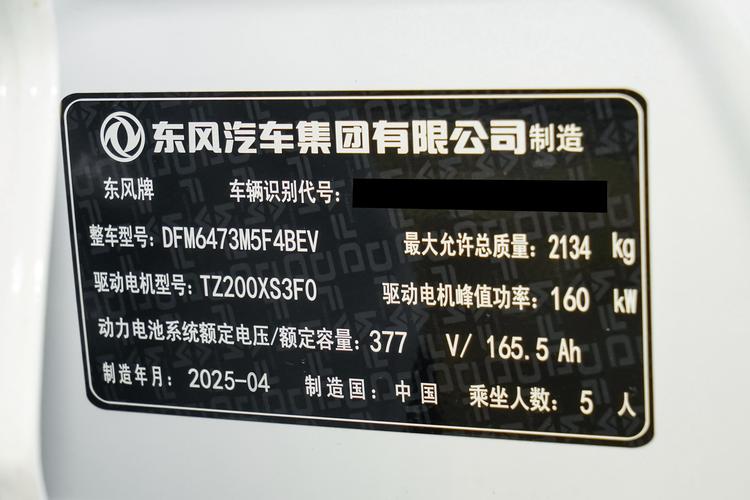 东风汽车集团有限公司制造
东风牌 车辆识别代号:
整车型号: DFM6473M5F4BEV 最大允许总质量: 2134 kg
驱动电机型号: TZ200XS3F0 驱动电机峰值功率: 160 kW
动力电池系统额定电压/额定容量: 377 V/ 165.5 Ah
制造年月: 2025-04 制造国: 中国 乘坐人数: 5 人